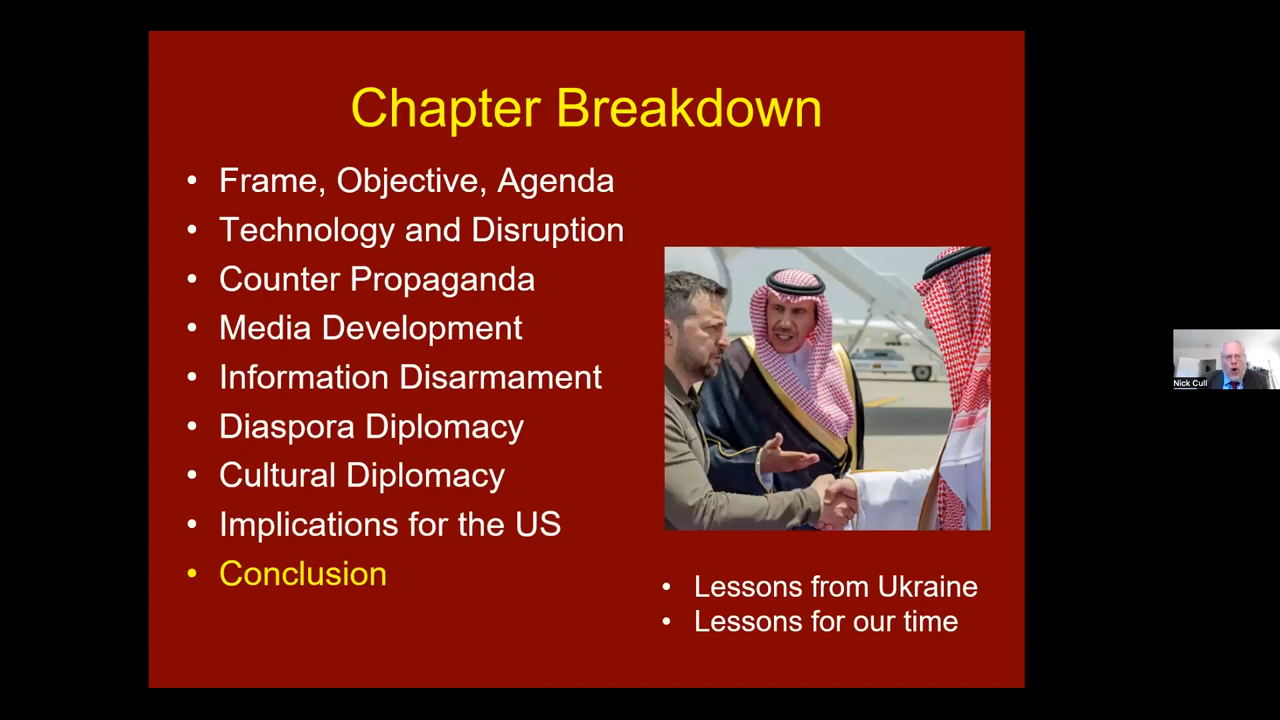 Chapter Breakdown
• Frame, Objective, Agenda
• Technology and Disruption
• Counter Propaganda
• Media Development
• Information Disarmament
• Diaspora Diplomacy
• Cultural Diplomacy
• Implications for the US
• Conclusion
• Lessons from Ukraine
• Lessons for our time
Nick Cull